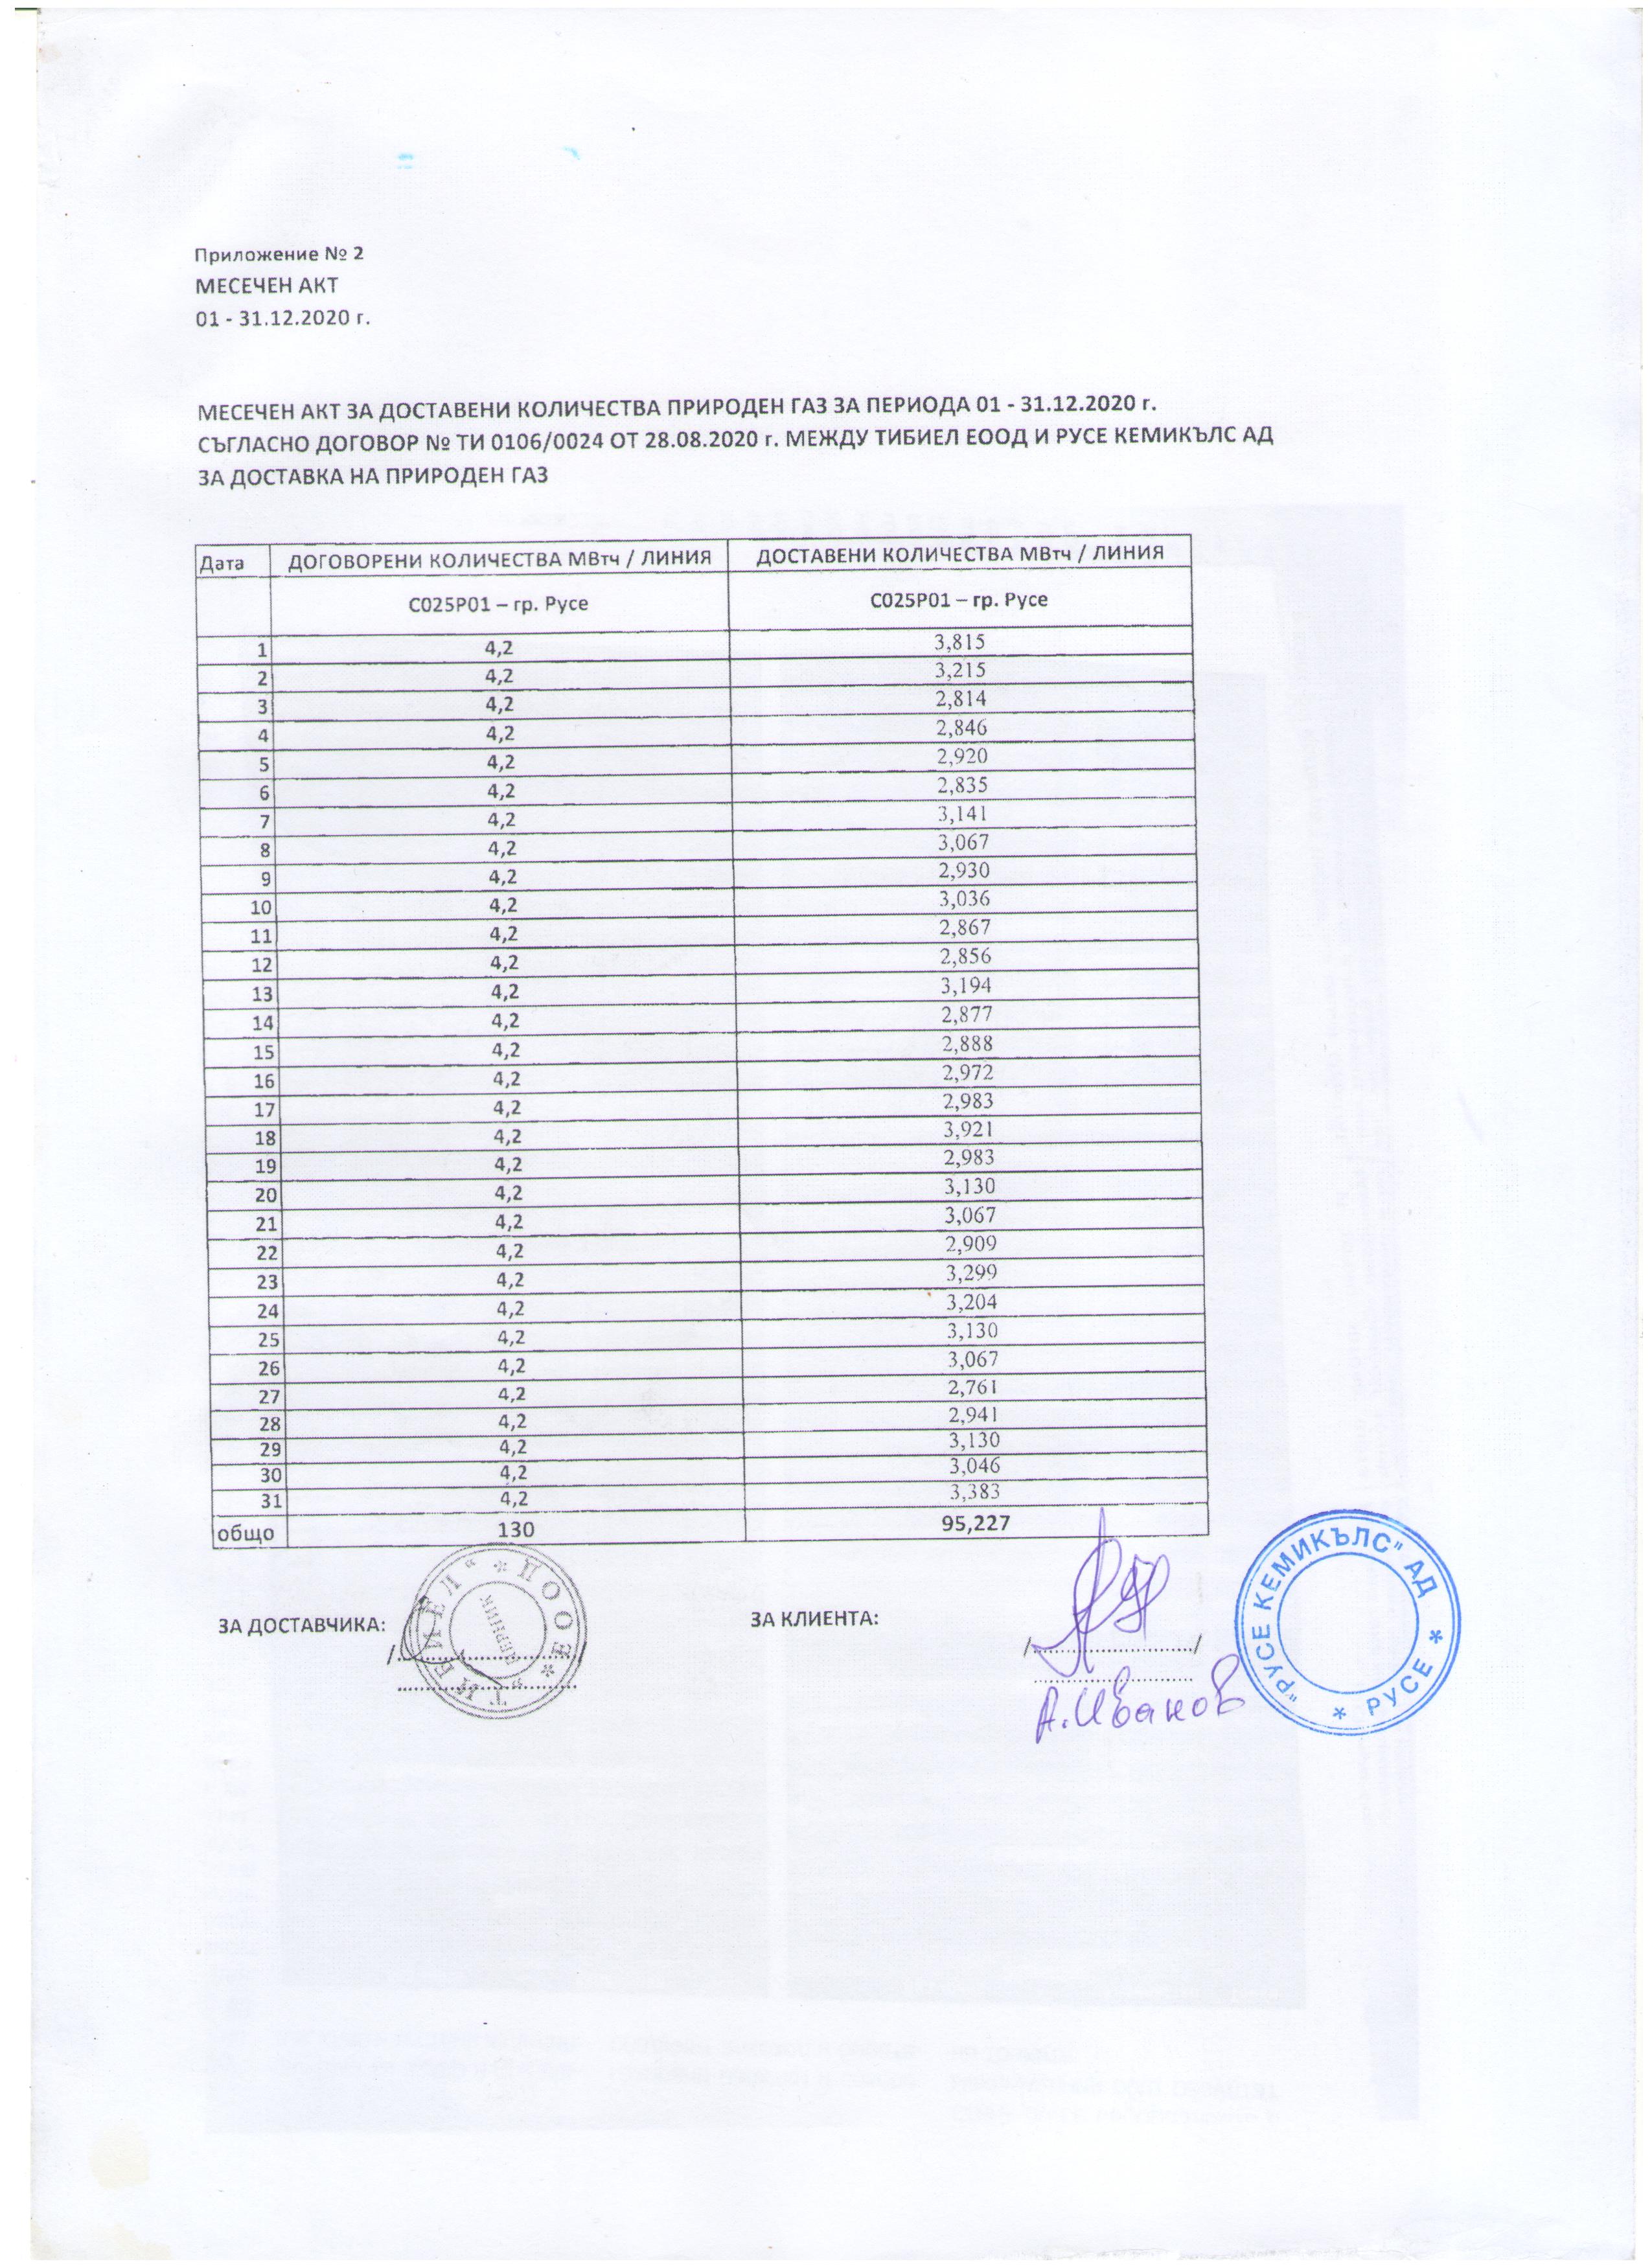 Приложение № 2
МЕСЕЧЕН АКТ
01 - 31.12.2020 г.
МЕСЕЧЕН АКТ ЗА ДОСТАВЕНИ КОЛИЧЕСТВА ПРИРОДЕН ГАЗ ЗА ПЕРИОДА 01 - 31.12.2020 г.
СЪГЛАСНО ДОГОВОР № ТИ 0106/0024 ОТ 28.08.2020 г. МЕЖДУ ТИБИЕЛ ЕООД И РУСЕ КЕМИКЪЛС АД
ЗА ДОСТАВКА НА ПРИРОДЕН ГАЗ
Дата ДОГОВОРЕНИ КОЛИЧЕСТВА МВтч / ЛИНИЯ ДОСТАВЕНИ КОЛИЧЕСТВА МВтч / ЛИНИЯ
С025Р01 – гр. Русе С025Р01 – гр. Русе
1 4,2 3,815
2 4,2 3,215
3 4,2 2,814
4 4,2 2,846
5 4,2 2,920
6 4,2 2,835
7 4,2 3,141
8 4,2 3,067
9 4,2 2,930
10 4,2 3,036
11 4,2 2,867
12 4,2 2,856
13 4,2 3,194
14 4,2 2,877
15 4,2 2,888
16 4,2 2,972
17 4,2 2,983
18 4,2 3,921
19 4,2 2,983
20 4,2 3,130
21 4,2 3,067
22 4,2 2,909
23 4,2 3,299
24 4,2 3,204
25 4,2 3,130
26 4,2 3,067
27 4,2 2,761
28 4,2 2,941
29 4,2 3,130
30 4,2 3,046
31 4,2 3,383
общо 130 95,227
ЗА ДОСТАВЧИКА: ЗА КЛИЕНТА:
"ТИБИЕЛ" * ЕООД *
ПЕРНИК
/............................/
А.Иванов
"РУСЕ КЕМИКЪЛС" АД
* РУСЕ *